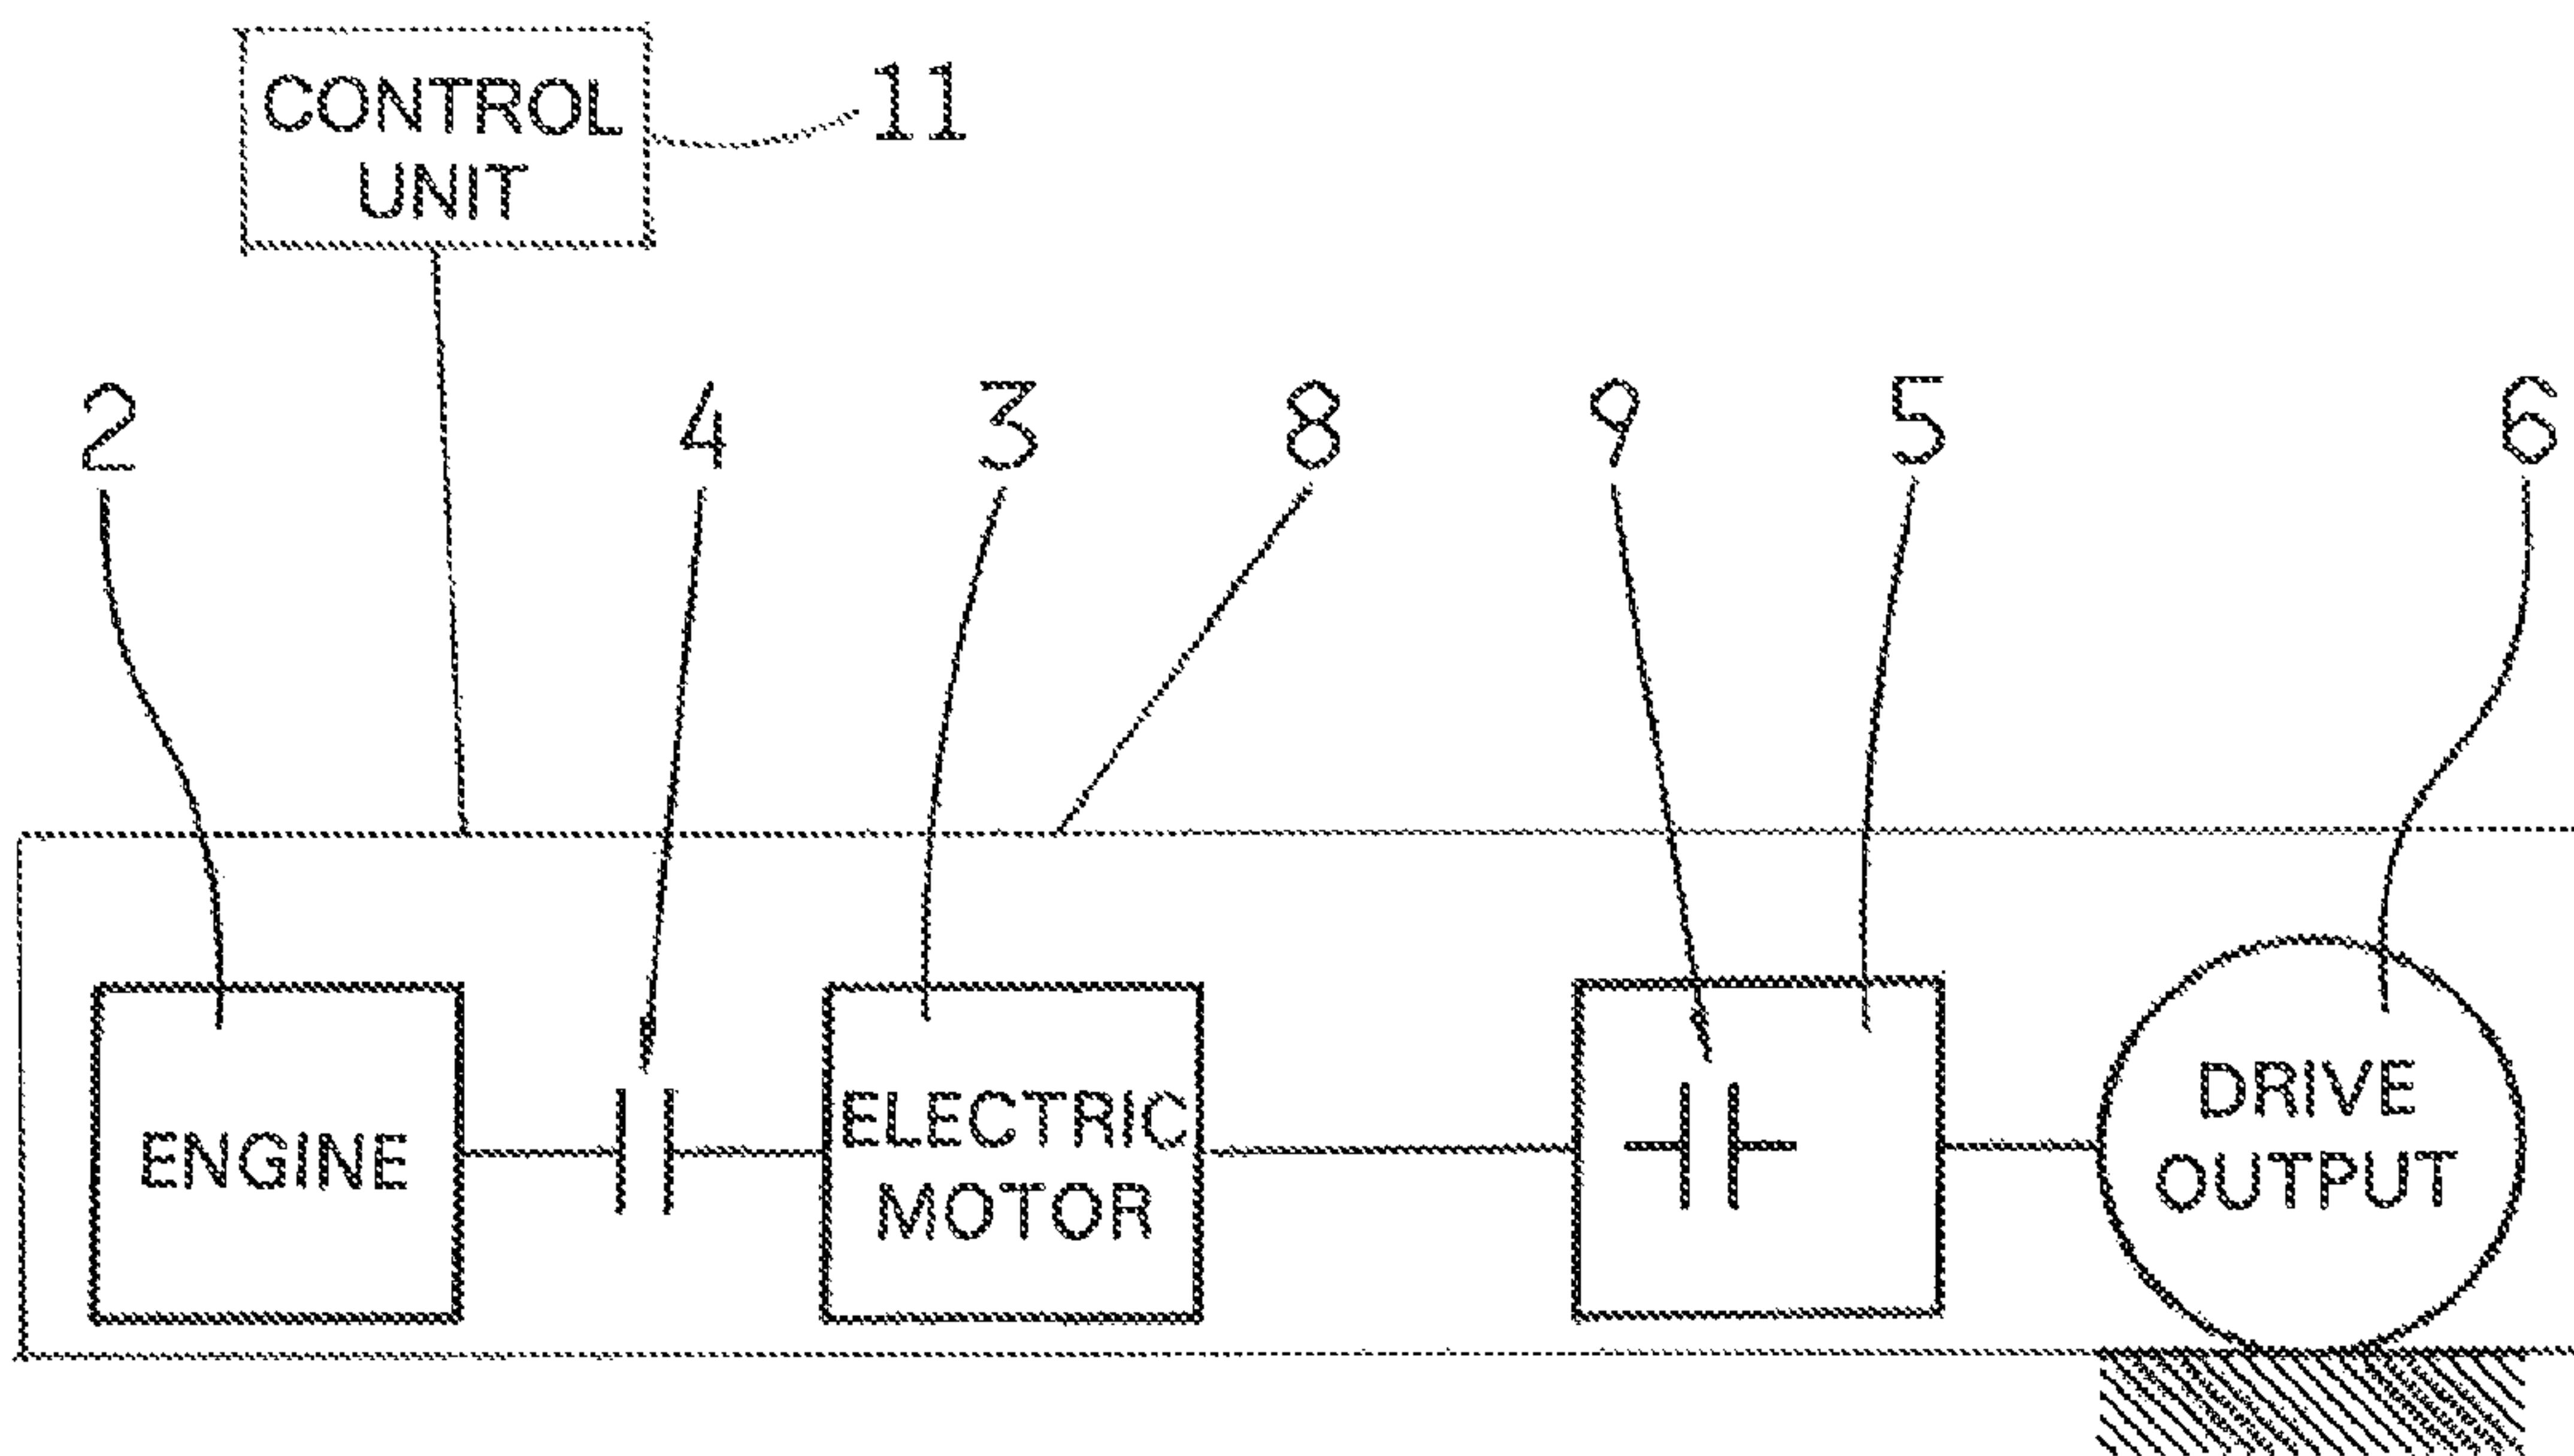 CONTROL
UNIT
11
2 4 3 8 9 5 6
ENGINE
ELECTRIC
MOTOR
DRIVE
OUTPUT